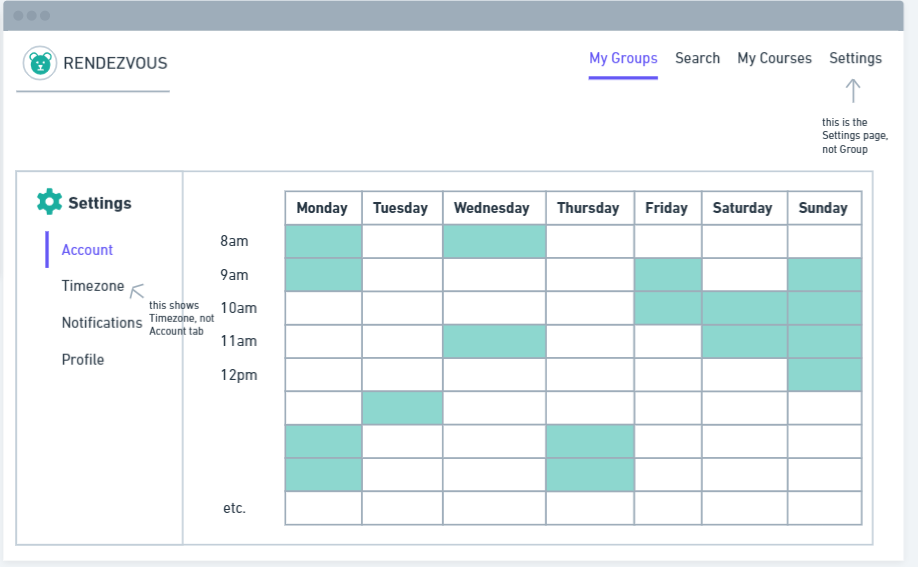 RENDEZVOUS
My Groups Search My Courses Settings
this is the
Settings page,
not Group
Settings
Account
Timezone
this shows
Timezone, not
Account tab
Notifications
Profile
Monday Tuesday Wednesday Thursday Friday Saturday Sunday
8am
9am
10am
11am
12pm
etc.